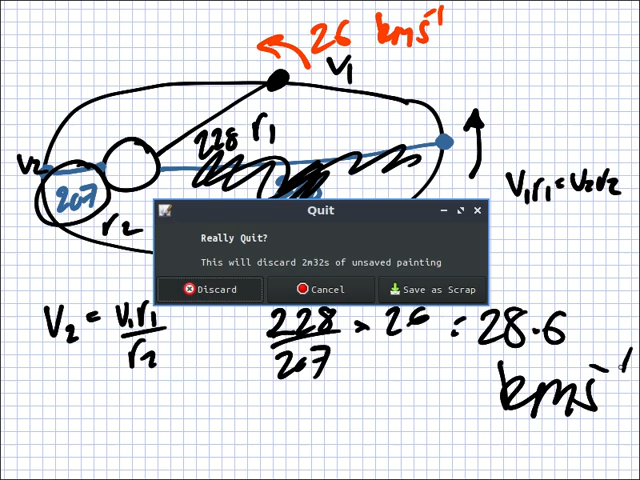 26 kms⁻¹
V₁
228
r₁
V₂
207
r₂
V₁r₁=V₂r₂
Quit
Really Quit?
This will discard 2m32s of unsaved painting
Discard
Cancel
Save as Scrap
V₂ = V₁r₁/r₂
228/207 × 26 = 28.6
kms⁻¹